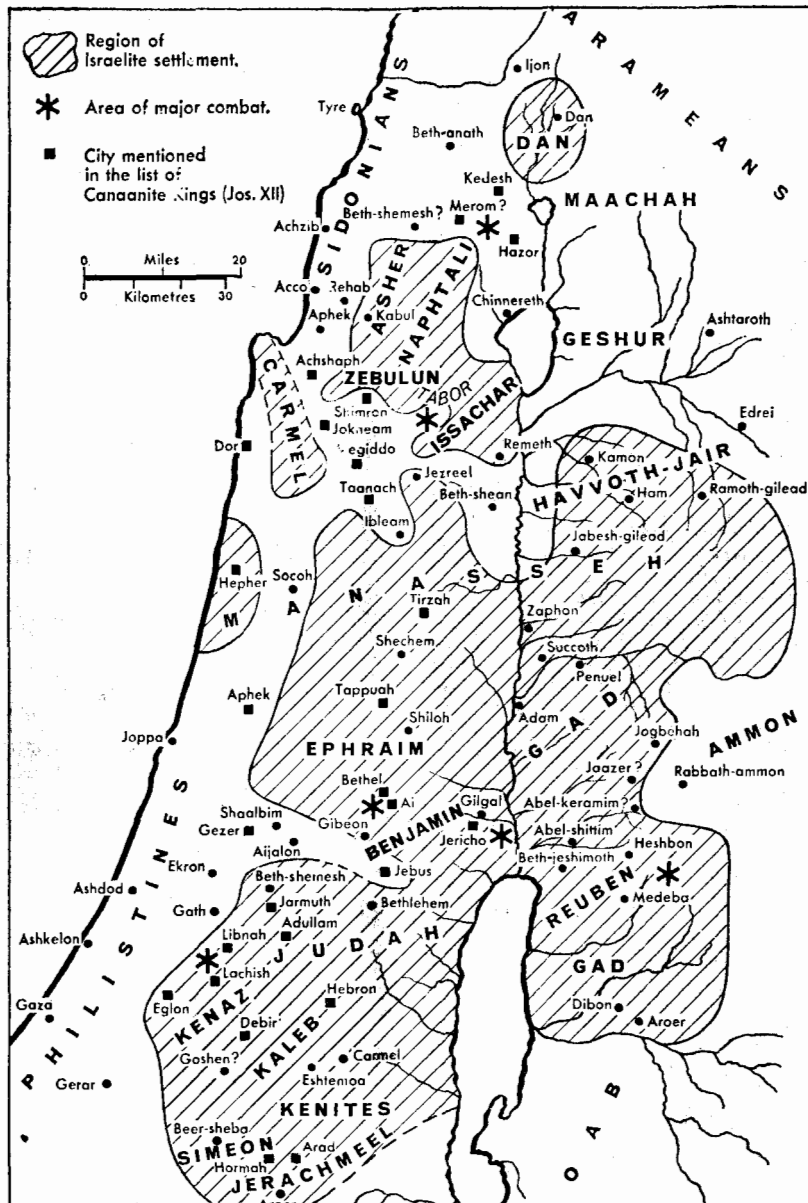 Region of
Israelite settlement.
Area of major combat.
City mentioned
in the list of
Canaanite Kings (Jos. XII)
Miles
0 20
0 30
Kilometres
ARAMEANS
SIDONIANS
Ijon
Tyre
Dan
DAN
Beth-anath
Kedesh
MAACHAH
Merom?
Beth-shemesh?
Achzib
Hazor
ASHER
NAPHTALI
Acco
Rehab
Chinnereth
Aphek
Kabul
GESHUR
Ashtaroth
Achshaph
ZEBULUN
CARMEL
TABOR
ISSACHAR
Shimron
Jokneam
Edrei
Dor
Megiddo
Remeth
Kamon
HAVVOTH-JAIR
Jezreel
Taanach
Beth-shean
Ham
Ramoth-gilead
Ibleam
Jabesh-gilead
Hepher
Socoh
MANASSEH
Tirzah
Zaphon
Shechem
Succoth
Penuel
Tappuah
Aphek
Adam
GAD
Shiloh
Joppa
EPHRAIM
Jogbehah
AMMON
Bethel
Jaazer?
Rabbath-ammon
Ai
Gilgal
Abel-keramim?
Shaalbim
Gibeon
BENJAMIN
Gezer
Jericho
Abel-shittim
Heshbon
Aijalon
Beth-jeshimoth
PHILISTINES
Ekron
Beth-shemesh
Jebus
REUBEN
Ashdod
Jarmuth
Bethlehem
Medeba
Gath
Adullam
JUDAH
Ashkelon
Libnah
Lachish
GAD
Eglon
KENAZ
Hebron
Dibon
Gaza
Debir
KALEB
Aroer
Goshen?
Carmel
Gerar
Eshtemoa
KENITES
Beer-sheba
SIMEON
Arad
Hormah
JERACHMEEL
OAB